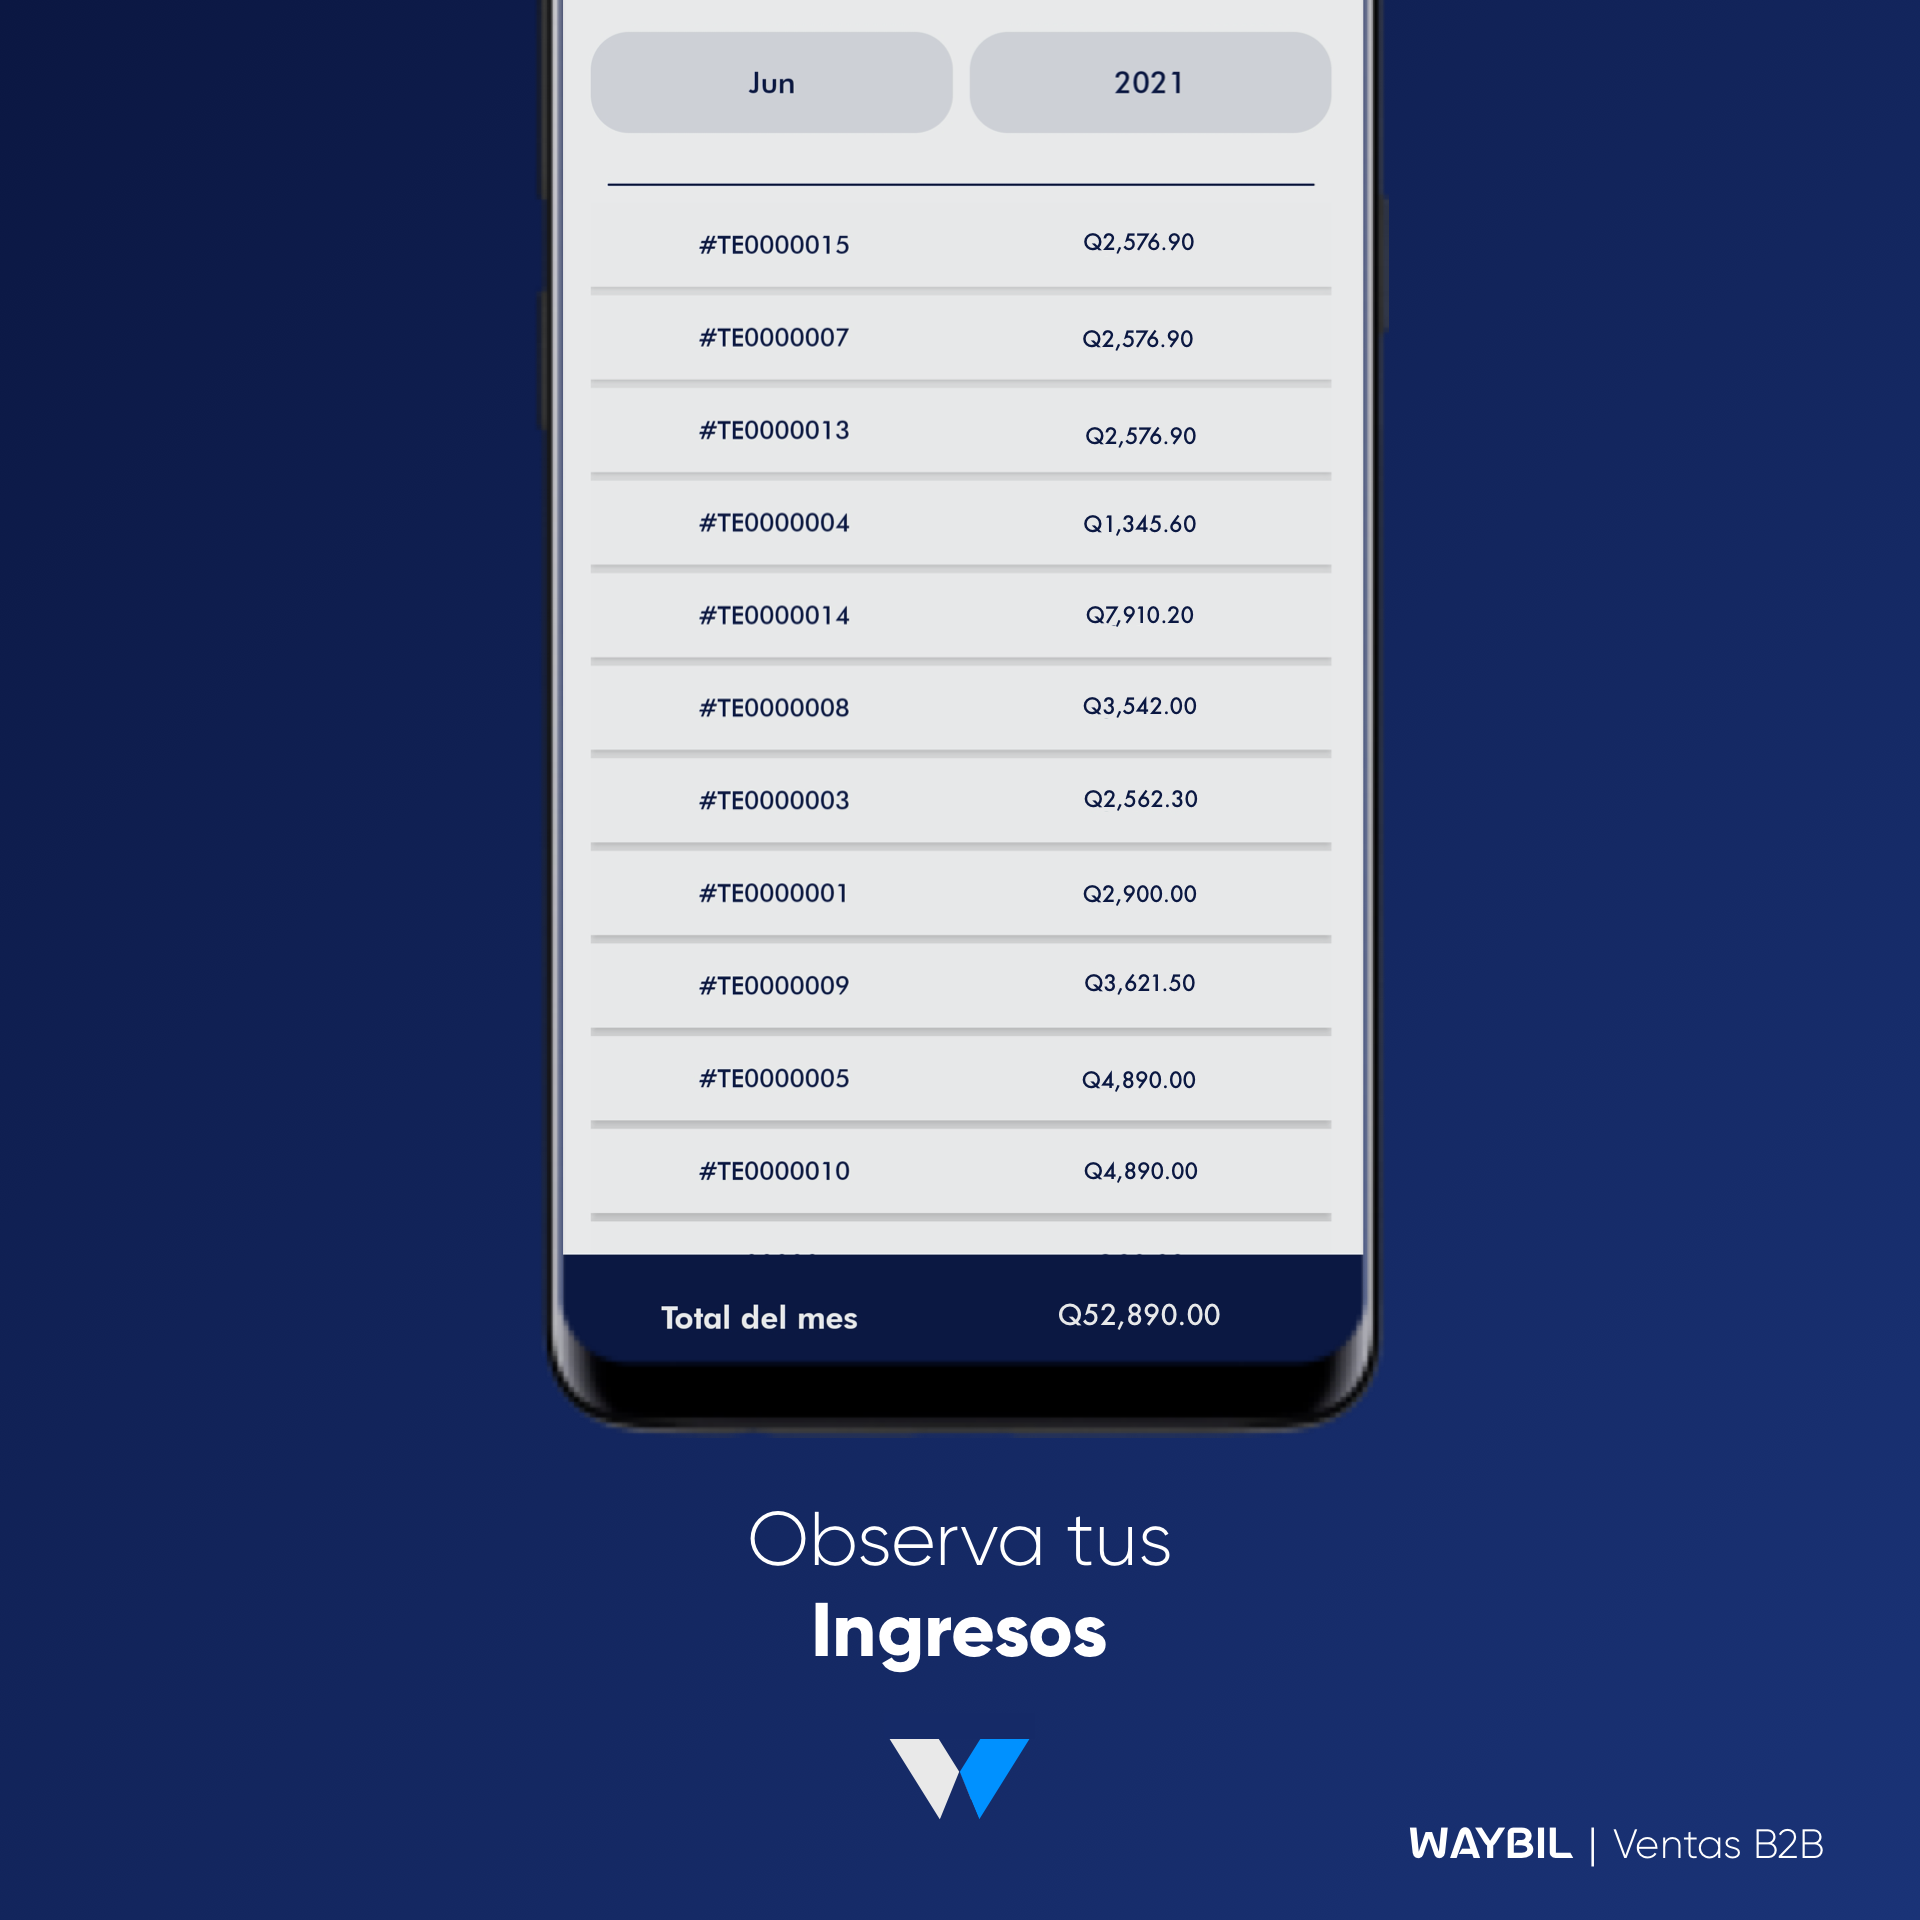 Jun 2021
#TE0000015 Q2,576.90
#TE0000007 Q2,576.90
#TE0000013 Q2,576.90
#TE0000004 Q1,345.60
#TE0000014 Q7,910.20
#TE0000008 Q3,542.00
#TE0000003 Q2,562.30
#TE0000001 Q2,900.00
#TE0000009 Q3,621.50
#TE0000005 Q4,890.00
#TE0000010 Q4,890.00
Total del mes Q52,890.00
Observa tus
Ingresos
WAYBIL | Ventas B2B